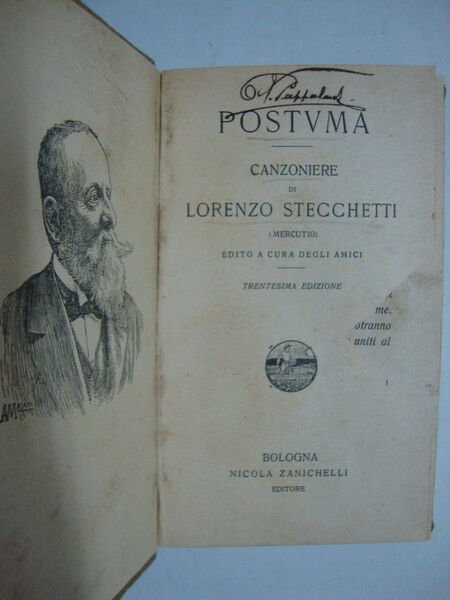 POSTVMA
CANZONIERE
DI
LORENZO STECCHETTI
(MERCUTIO)
EDITO A CURA DEGLI AMICI
TRENTESIMA EDIZIONE
me.
otranno
uniti al
BOLOGNA
NICOLA ZANICHELLI
EDITORE